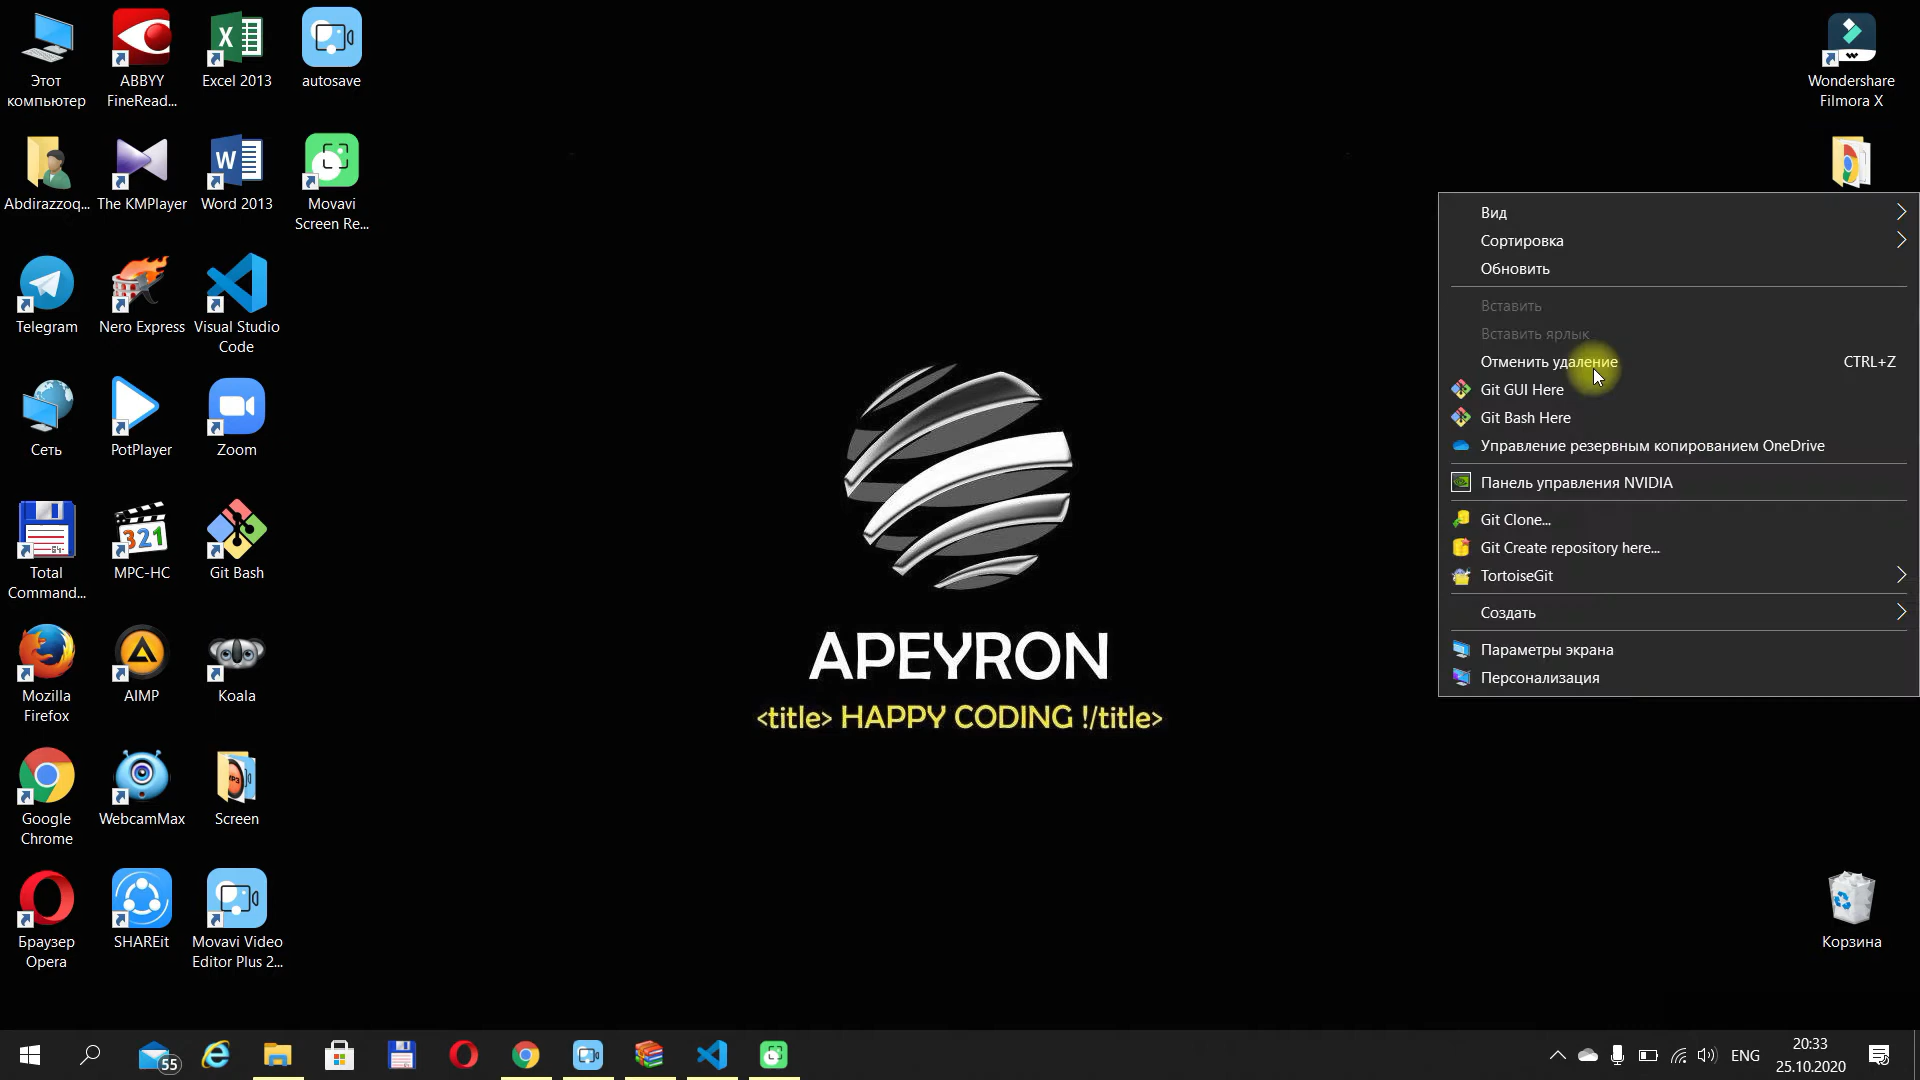 Этот
компьютер
ABBYY
FineRead...
Excel 2013
autosave
Abdirazzoq...
The KMPlayer
Word 2013
Movavi
Screen Re...
Telegram
Nero Express
Visual Studio
Code
Сеть
PotPlayer
Zoom
Total
Command...
321
MPC-HC
Git Bash
Mozilla
Firefox
AIMP
Koala
Google
Chrome
WebcamMax
MP3
Screen
Браузер
Opera
SHAREit
Movavi Video
Editor Plus 2...
APEYRON
<title> HAPPY CODING !/title>
Wondershare
Filmora X
Вид
Сортировка
Обновить
Вставить
Вставить ярлык
Отменить удаление CTRL+Z
Git GUI Here
Git Bash Here
Управление резервным копированием OneDrive
Панель управления NVIDIA
Git Clone...
Git Create repository here...
TortoiseGit
Создать
Параметры экрана
Персонализация
Корзина
55
ENG
20:33
25.10.2020